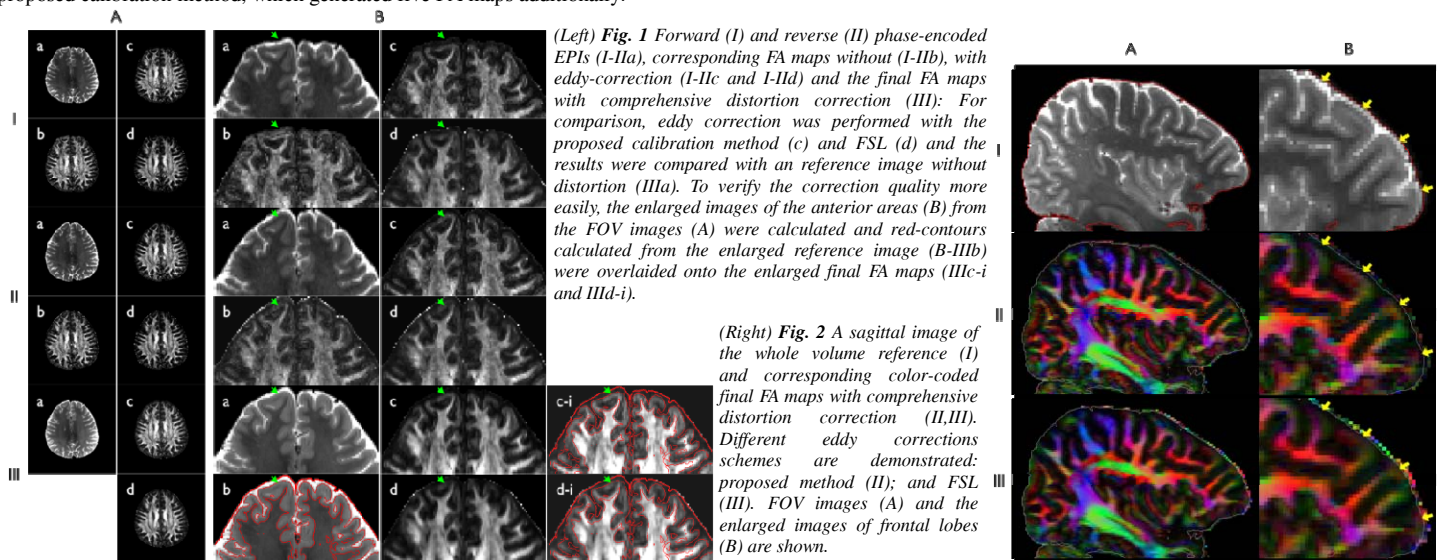 proposed calibration method, which generated five FA maps additionally.
A
B
a
c
a
c
I
b
d
b
d
a
c
a
c
II
b
d
b
d
a
c
a
c
c-i
III
d
b
d
d-i
(Left) Fig. 1 Forward (I) and reverse (II) phase-encoded
EPIs (I-IIa), corresponding FA maps without (I-IIb), with
eddy-correction (I-IIc and I-IId) and the final FA maps
with comprehensive distortion correction (III): For
comparison, eddy correction was performed with the
proposed calibration method (c) and FSL (d) and the
results were compared with an reference image without
distortion (IIIa). To verify the correction quality more
easily, the enlarged images of the anterior areas (B) from
the FOV images (A) were calculated and red-contours
calculated from the enlarged reference image (B-IIIb)
were overlaided onto the enlarged final FA maps (IIIc-i
and IIId-i).
(Right) Fig. 2 A sagittal image of
the whole volume reference (I)
and corresponding color-coded
final FA maps with comprehensive
distortion correction (II,III).
Different eddy corrections
schemes are demonstrated:
proposed method (II); and FSL
(III). FOV images (A) and the
enlarged images of frontal lobes
(B) are shown.
A
B
I
II
III